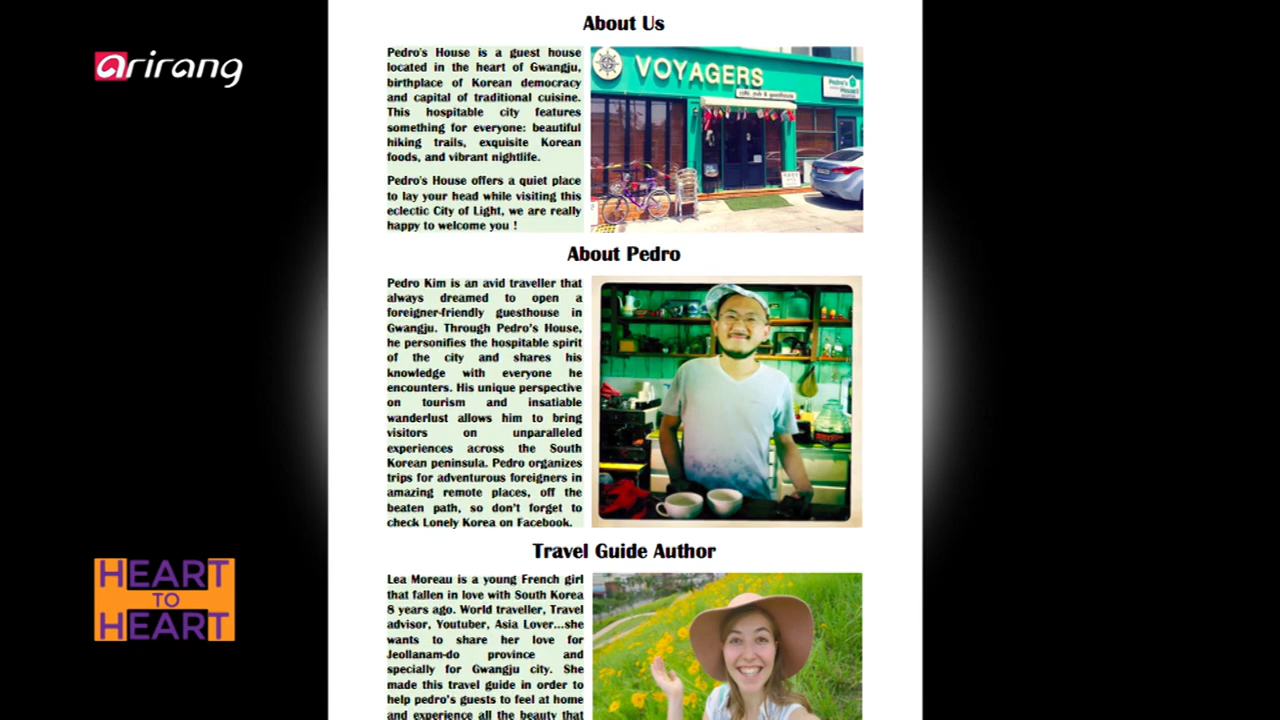 arirang
About Us
Pedro's House is a guest house
located in the heart of Gwangju,
birthplace of Korean democracy
and capital of traditional cuisine.
This hospitable city features
something for everyone: beautiful
hiking trails, exquisite Korean
foods, and vibrant nightlife.
Pedro's House offers a quiet place
to lay your head while visiting this
eclectic City of Light, we are really
happy to welcome you !
VOYAGERS
cafe, pub & guesthouse
Pedro's
House
About Pedro
Pedro Kim is an avid traveller that
always dreamed to open a
foreigner-friendly guesthouse in
Gwangju. Through Pedro's House,
he personifies the hospitable spirit
of the city and shares his
knowledge with everyone he
encounters. His unique perspective
on tourism and insatiable
wanderlust allows him to bring
visitors on unparalleled
experiences across the South
Korean peninsula. Pedro organizes
trips for adventurous foreigners in
amazing remote places, off the
beaten path, so don't forget to
check Lonely Korea on Facebook.
Travel Guide Author
Lea Moreau is a young French girl
that fallen in love with South Korea
8 years ago. World traveller, Travel
advisor, Youtuber, Asia Lover...she
wants to share her love for
Jeollanam-do province and
specially for Gwangju city. She
made this travel guide in order to
help pedro's guests to feel at home
and experience all the beauty that
HEART
TO
HEART